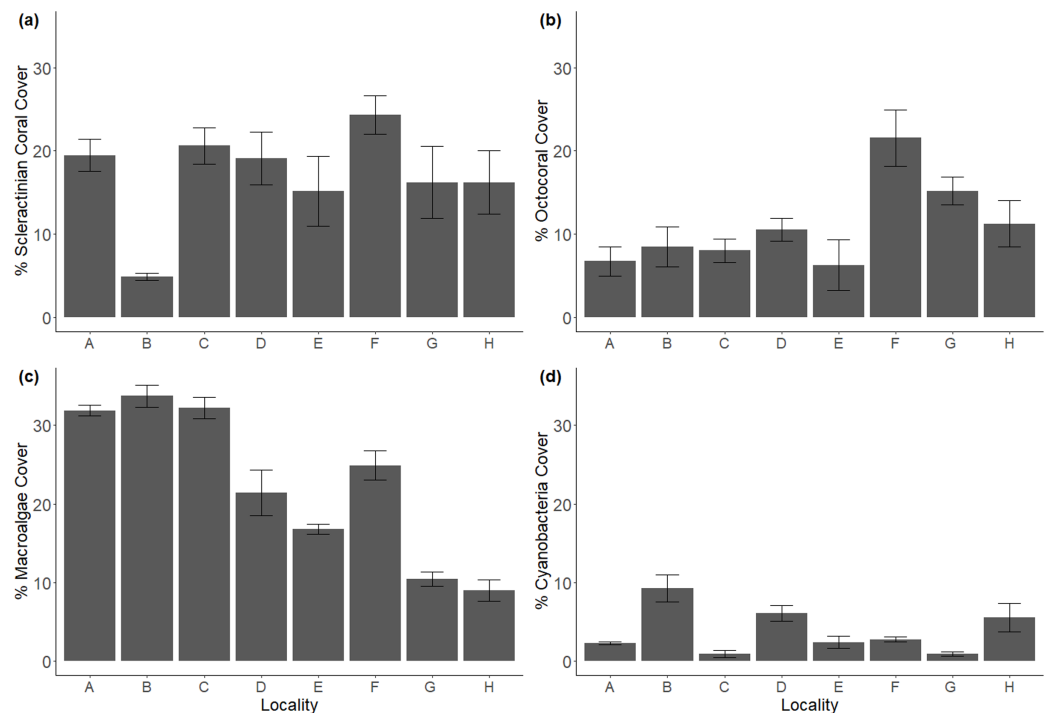 (a)
% Scleractinian Coral Cover
30
20
10
0
A B C D E F G H
(b)
% Octocoral Cover
30
20
10
0
A B C D E F G H
(c)
% Macroalgae Cover
30
20
10
0
A B C D E F G H
Locality
(d)
% Cyanobacteria Cover
30
20
10
0
A B C D E F G H
Locality